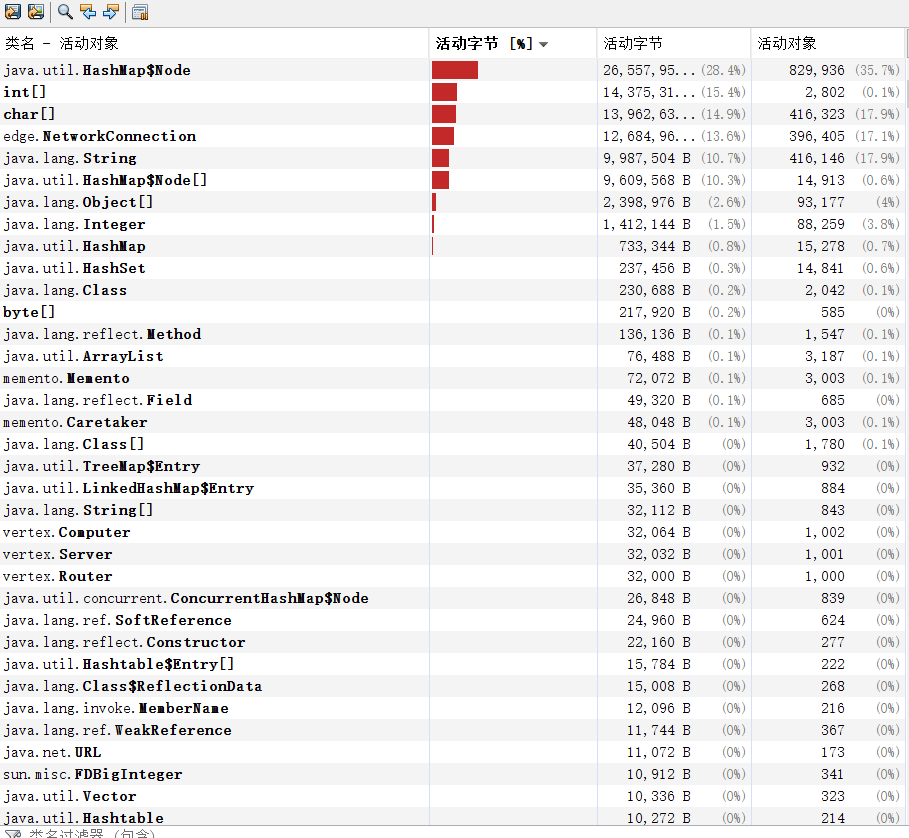 类名 - 活动对象 活动字节 [%] 活动字节 活动对象
java.util.HashMap$Node 26,557,95... (28.4%) 829,936 (35.7%)
int[] 14,375,31... (15.4%) 2,802 (0.1%)
char[] 13,962,63... (14.9%) 416,323 (17.9%)
edge.NetworkConnection 12,684,96... (13.6%) 396,405 (17.1%)
java.lang.String 9,987,504 B (10.7%) 416,146 (17.9%)
java.util.HashMap$Node[] 9,609,568 B (10.3%) 14,913 (0.6%)
java.lang.Object[] 2,398,976 B (2.6%) 93,177 (4%)
java.lang.Integer 1,412,144 B (1.5%) 88,259 (3.8%)
java.util.HashMap 733,344 B (0.8%) 15,278 (0.7%)
java.util.HashSet 237,456 B (0.3%) 14,841 (0.6%)
java.lang.Class 230,688 B (0.2%) 2,042 (0.1%)
byte[] 217,920 B (0.2%) 585 (0%)
java.lang.reflect.Method 136,136 B (0.1%) 1,547 (0.1%)
java.util.ArrayList 76,488 B (0.1%) 3,187 (0.1%)
memento.Memento 72,072 B (0.1%) 3,003 (0.1%)
java.lang.reflect.Field 49,320 B (0.1%) 685 (0%)
memento.Caretaker 48,048 B (0.1%) 3,003 (0.1%)
java.lang.Class[] 40,504 B (0%) 1,780 (0.1%)
java.util.TreeMap$Entry 37,280 B (0%) 932 (0%)
java.util.LinkedHashMap$Entry 35,360 B (0%) 884 (0%)
java.lang.String[] 32,112 B (0%) 843 (0%)
vertex.Computer 32,064 B (0%) 1,002 (0%)
vertex.Server 32,032 B (0%) 1,001 (0%)
vertex.Router 32,000 B (0%) 1,000 (0%)
java.util.concurrent.ConcurrentHashMap$Node 26,848 B (0%) 839 (0%)
java.lang.ref.SoftReference 24,960 B (0%) 624 (0%)
java.lang.reflect.Constructor 22,160 B (0%) 277 (0%)
java.util.Hashtable$Entry[] 15,784 B (0%) 222 (0%)
java.lang.Class$ReflectionData 15,008 B (0%) 268 (0%)
java.lang.invoke.MemberName 12,096 B (0%) 216 (0%)
java.lang.ref.WeakReference 11,744 B (0%) 367 (0%)
java.net.URL 11,072 B (0%) 173 (0%)
sun.misc.FDBigInteger 10,912 B (0%) 341 (0%)
java.util.Vector 10,336 B (0%) 323 (0%)
java.util.Hashtable 10,272 B (0%) 214 (0%)
类名过滤器 (包含)